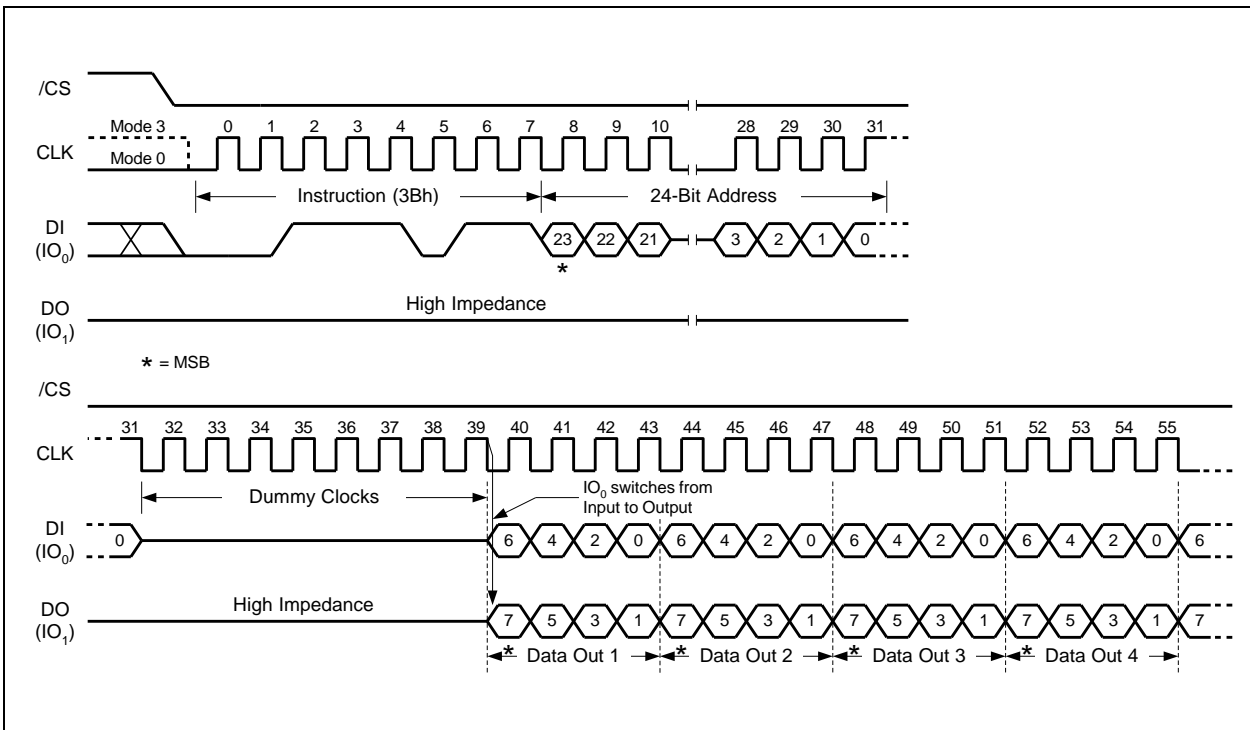 /CS
Mode 3 0 1 2 3 4 5 6 7 8 9 10 28 29 30 31
CLK Mode 0
Instruction (3Bh) 24-Bit Address
DI
(IO0) 23 22 21 3 2 1 0
*
DO High Impedance
(IO1)
* = MSB
/CS
31 32 33 34 35 36 37 38 39 40 41 42 43 44 45 46 47 48 49 50 51 52 53 54 55
CLK
Dummy Clocks IO0 switches from
Input to Output
DI
(IO0) 0 6 4 2 0 6 4 2 0 6 4 2 0 6 4 2 0 6
DO High Impedance
(IO1) 7 5 3 1 7 5 3 1 7 5 3 1 7 5 3 1 7
* Data Out 1 * Data Out 2 * Data Out 3 * Data Out 4